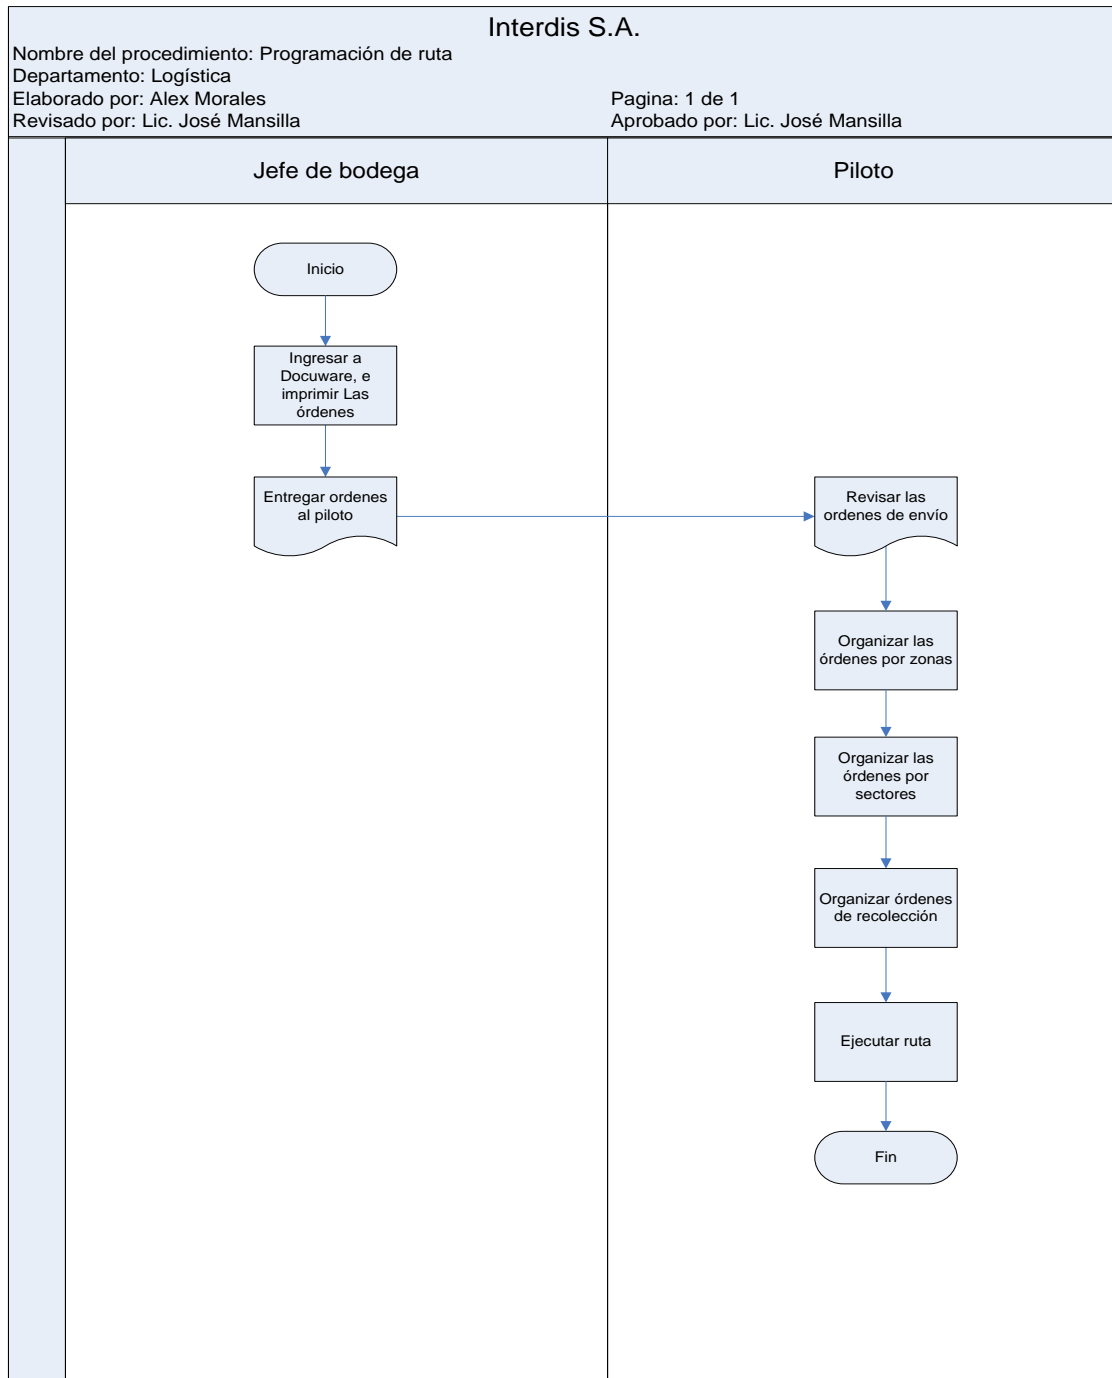 Interdis S.A.
Nombre del procedimiento: Programación de ruta
Departamento: Logística
Elaborado por: Alex Morales
Pagina: 1 de 1
Revisado por: Lic. José Mansilla
Aprobado por: Lic. José Mansilla
Jefe de bodega
Piloto
Inicio
Ingresar a
Docuware, e
imprimir Las
órdenes
Entregar ordenes
al piloto
Revisar las
ordenes de envío
Organizar las
órdenes por zonas
Organizar las
órdenes por
sectores
Organizar órdenes
de recolección
Ejecutar ruta
Fin